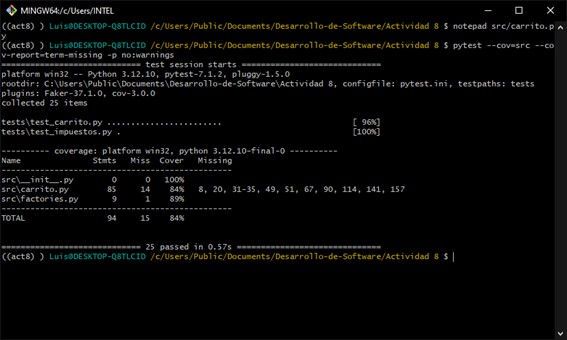 MINGW64:/c/Users/INTEL
((act8) ) Luis@DESKTOP-Q8TLCID /c/Users/Public/Documents/Desarrollo-de-Software/Actividad 8 $ notepad src/carrito.p
y
((act8) ) Luis@DESKTOP-Q8TLCID /c/Users/Public/Documents/Desarrollo-de-Software/Actividad 8 $ pytest --cov=src --co
v-report=term-missing -p no:warnings
============================= test session starts =============================
platform win32 -- Python 3.12.10, pytest-7.1.2, pluggy-1.5.0
rootdir: C:\Users\Public\Documents\Desarrollo-de-Software\Actividad 8, configfile: pytest.ini, testpaths: tests
plugins: Faker-37.1.0, cov-3.0.0
collected 25 items

tests\test_carrito.py ........................ [ 96%]
tests\test_impuestos.py . [100%]

---------- coverage: platform win32, python 3.12.10-final-0 ----------
Name Stmts Miss Cover Missing
------------------------------------------------
src\__init__.py 0 0 100%
src\carrito.py 85 14 84% 8, 20, 31-35, 49, 51, 67, 90, 114, 141, 157
src\factories.py 9 1 89%
------------------------------------------------
TOTAL 94 15 84%

============================= 25 passed in 0.57s ==============================
((act8) ) Luis@DESKTOP-Q8TLCID /c/Users/Public/Documents/Desarrollo-de-Software/Actividad 8 $